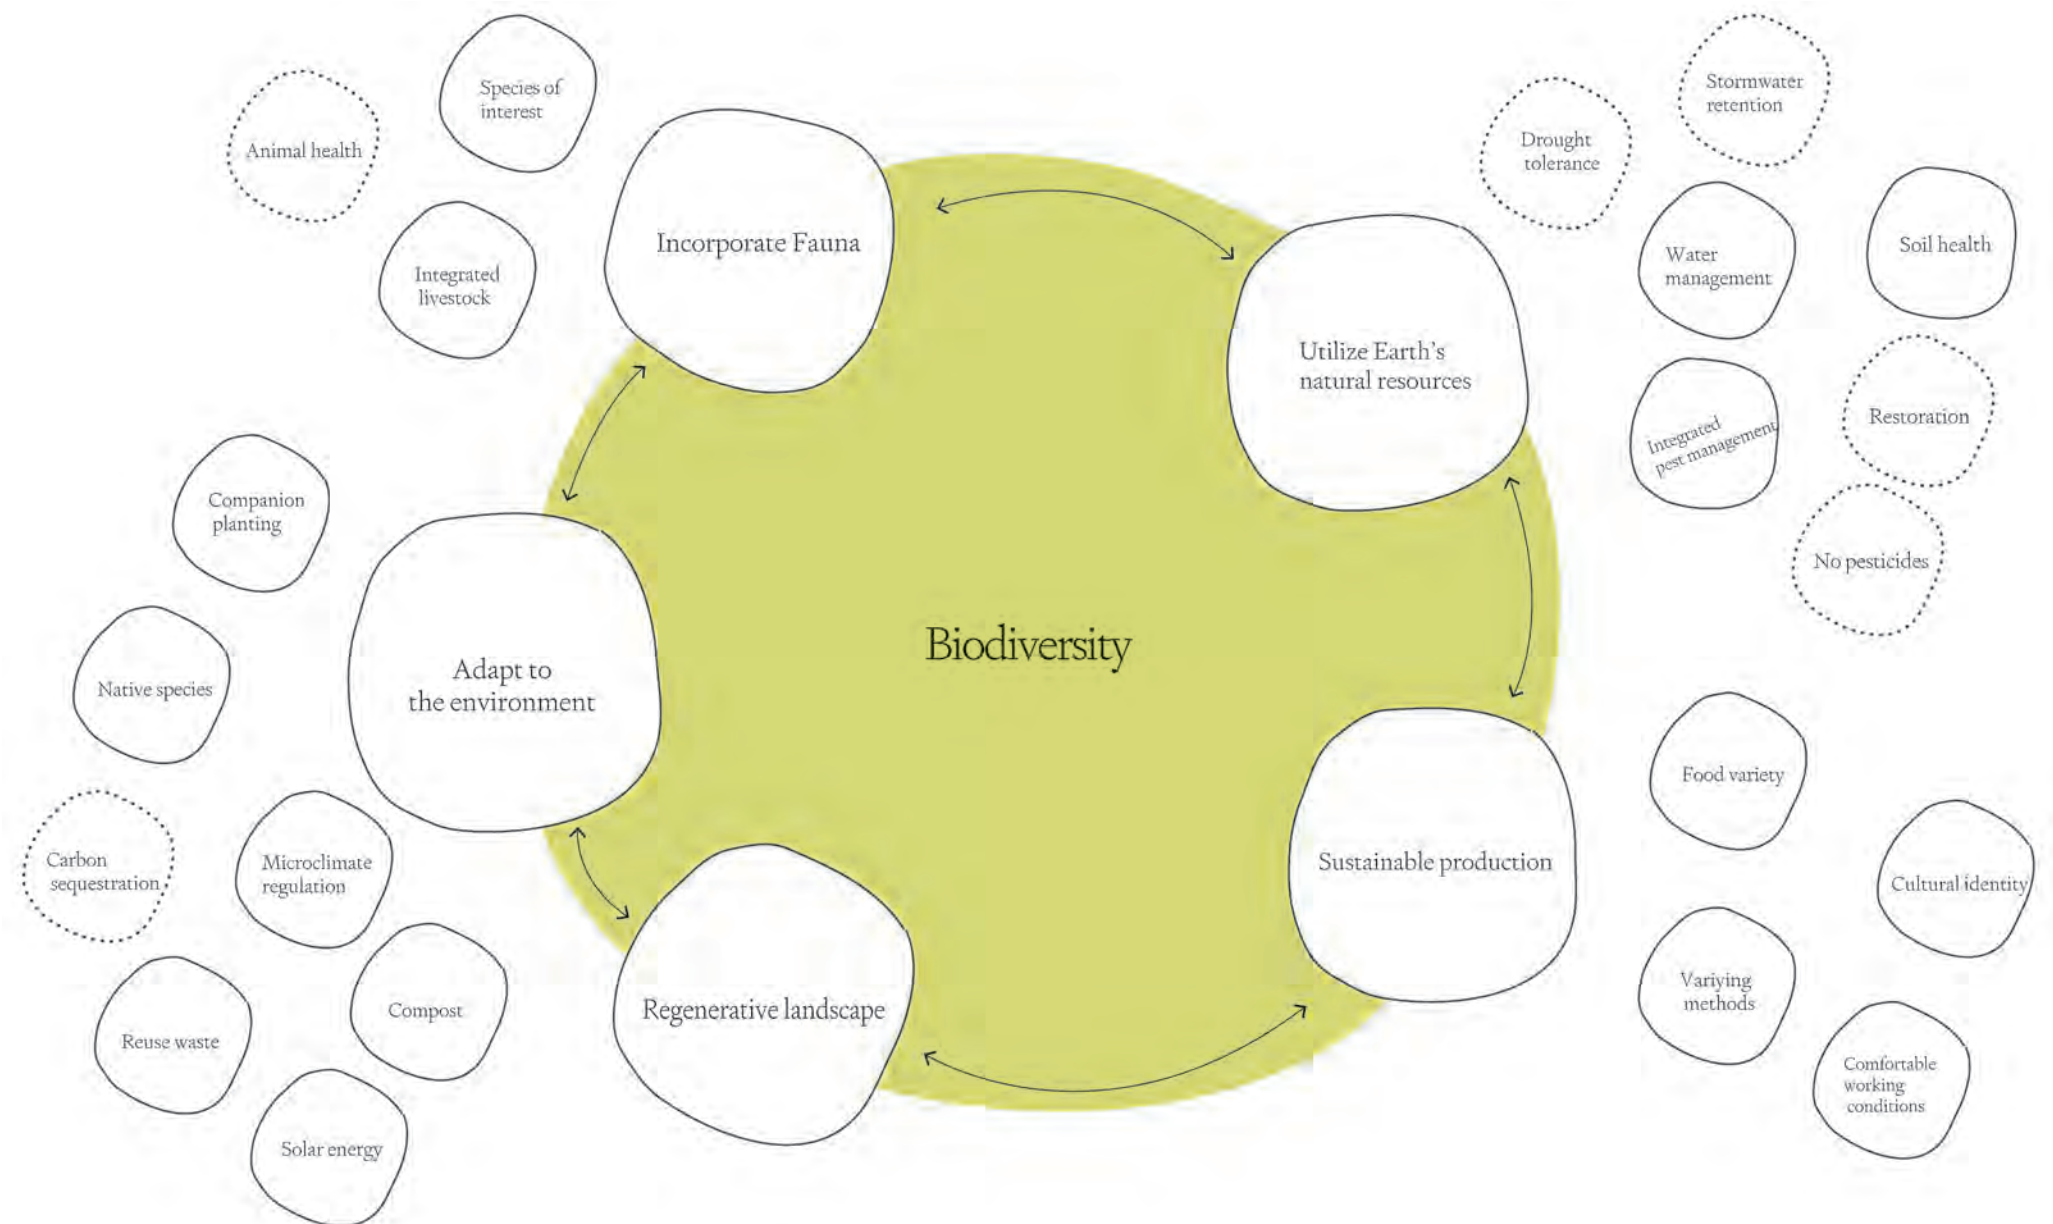 Species of
interest
Animal health
Integrated
livestock
Incorporate Fauna
Stormwater
retention
Drought
tolerance
Water
management
Soil health
Utilize Earth's
natural resources
Integrated
pest management
Restoration
No pesticides
Companion
planting
Native species
Adapt to
the environment
Biodiversity
Carbon
sequestration
Microclimate
regulation
Compost
Reuse waste
Solar energy
Regenerative landscape
Sustainable production
Food variety
Cultural identity
Variying
methods
Comfortable
working
conditions